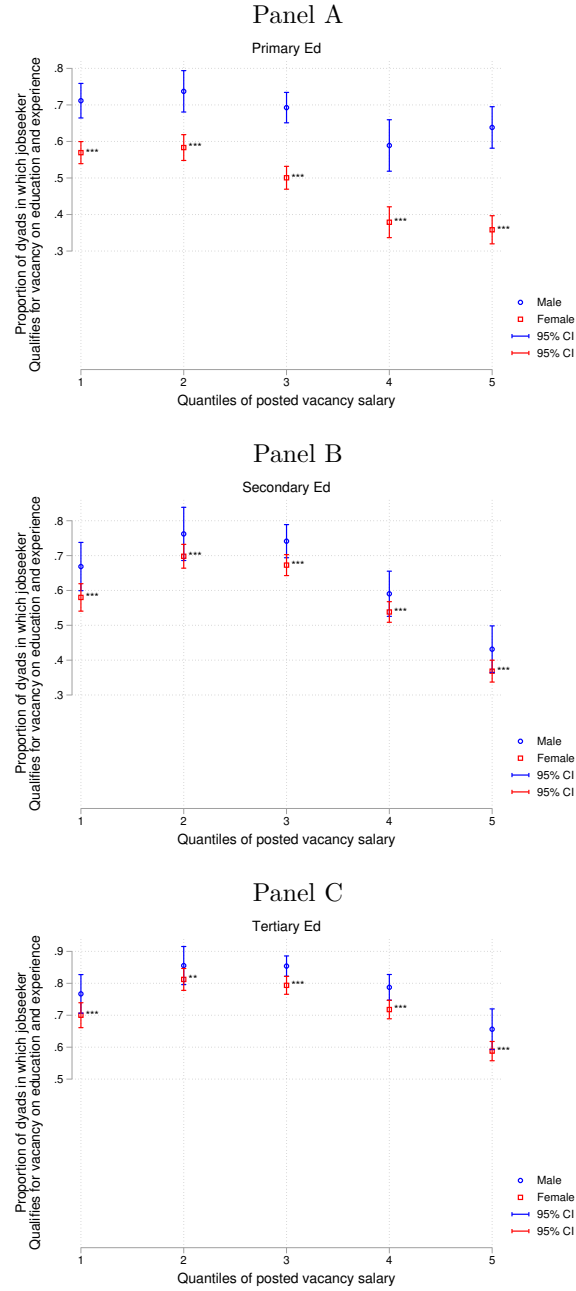 Panel A
Primary Ed
Proportion of dyads in which jobseeker
Qualifies for vacancy on education and experience
.8
.7
.6
.5
.4
.3
***
***
***
***
***
Male
Female
95% CI
95% CI
1 2 3 4 5
Quantiles of posted vacancy salary
Panel B
Secondary Ed
Proportion of dyads in which jobseeker
Qualifies for vacancy on education and experience
.8
.7
.6
.5
.4
.3
***
***
***
***
***
Male
Female
95% CI
95% CI
1 2 3 4 5
Quantiles of posted vacancy salary
Panel C
Tertiary Ed
Proportion of dyads in which jobseeker
Qualifies for vacancy on education and experience
.9
.8
.7
.6
.5
***
**
***
***
***
Male
Female
95% CI
95% CI
1 2 3 4 5
Quantiles of posted vacancy salary